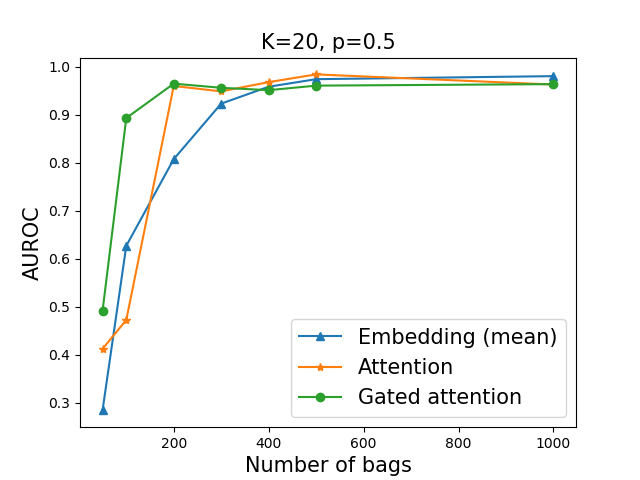 K=20, p=0.5
AUROC
1.0
0.9
0.8
0.7
0.6
0.5
0.4
0.3
Embedding (mean)
Attention
Gated attention
200 400 600 800 1000
Number of bags